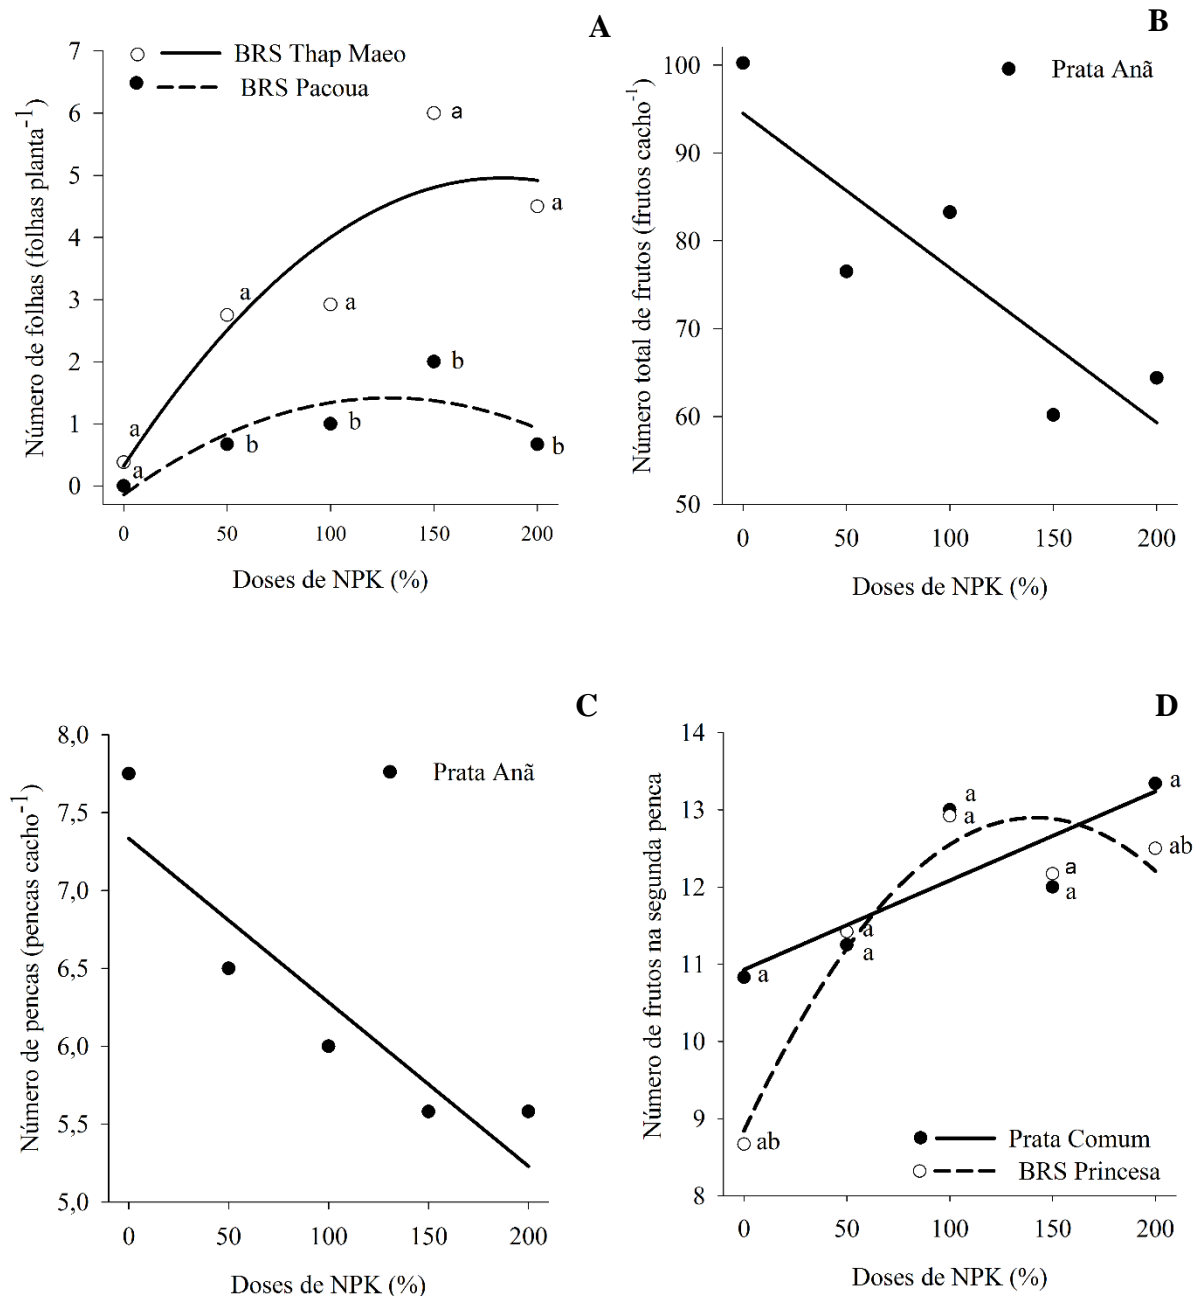 A
BRS Thap Maeo
BRS Pacoua
Número de folhas (folhas planta⁻¹)
7
6
5
4
3
2
1
0
a
a
a
a
a
a
b
b
b
b
0 50 100 150 200
Doses de NPK (%)
B
Prata Anã
Número total de frutos (frutos cacho⁻¹)
100
90
80
70
60
50
0 50 100 150 200
Doses de NPK (%)
C
Prata Anã
Número de pencas (pencas cacho⁻¹)
8,0
7,5
7,0
6,5
6,0
5,5
5,0
0 50 100 150 200
Doses de NPK (%)
D
Número de frutos na segunda penca
14
13
12
11
10
9
8
a
ab
a
a
a
a
a
a
a
ab
Prata Comum
BRS Princesa
0 50 100 150 200
Doses de NPK (%)